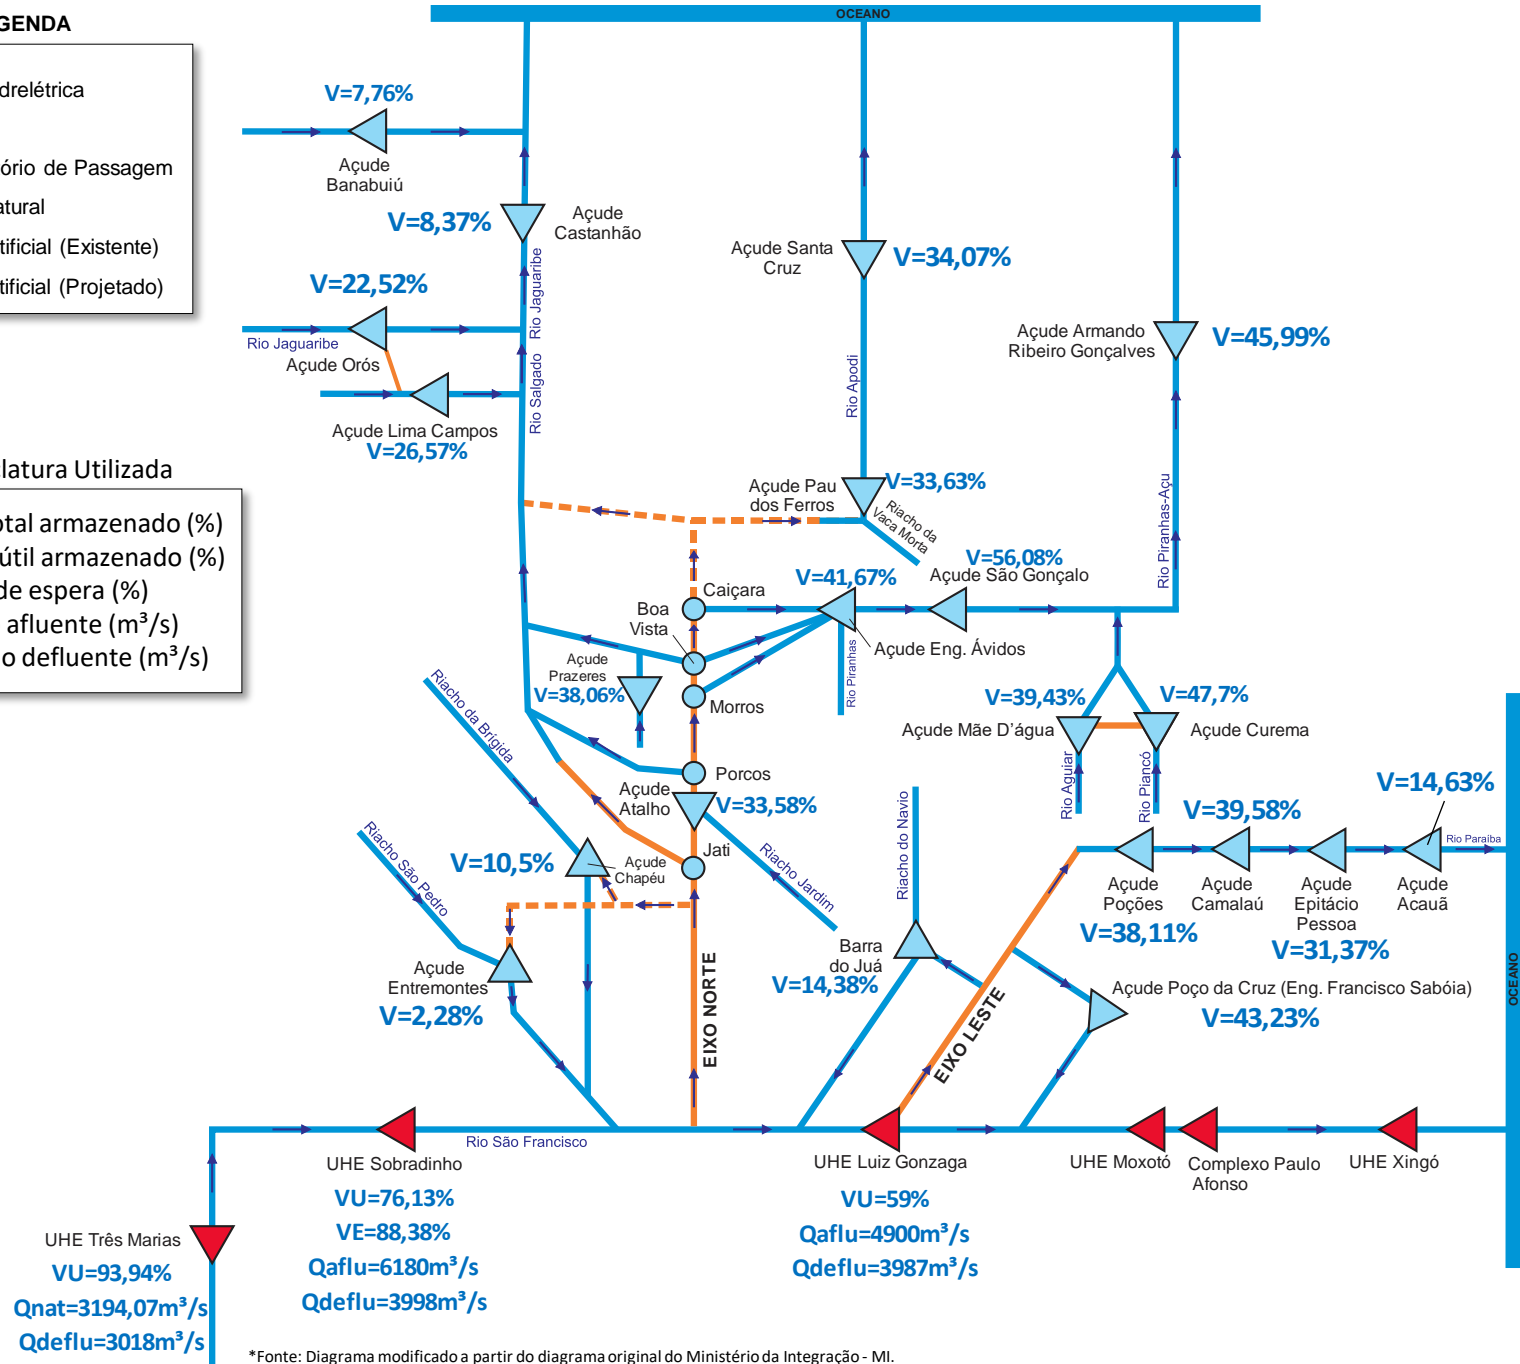 OCEANO
GENDA
drelétrica
ório de Passagem
atural
tificial (Existente)
tificial (Projetado)
V=7,76%
Açude
Banabuiú
V=8,37%
Açude
Castanhão
Rio Jaguaribe
V=22,52%
Rio Jaguaribe
Açude Orós
Rio Salgado
Açude Lima Campos
V=26,57%
Açude Santa
Cruz
V=34,07%
Rio Apodi
Açude Armando
Ribeiro Gonçalves
V=45,99%
Rio Piranhas-Açu
clatura Utilizada
otal armazenado (%)
útil armazenado (%)
de espera (%)
afluente (m³/s)
o defluente (m³/s)
Açude Pau
dos Ferros
V=33,63%
Riacho da
Vaca Morta
V=56,08%
Açude São Gonçalo
V=41,67%
Caiçara
Boa
Vista
Açude Eng. Ávidos
Rio Piranhas
Açude
Prazeres
V=38,06%
Morros
Riacho da Brígida
Porcos
Açude
Atalho
V=33,58%
Jati
Riacho Jardim
V=39,43%
V=47,7%
Açude Mãe D'água
Açude Curema
Rio Aguiar
Rio Piancó
V=14,63%
V=39,58%
Rio Paraíba
Riacho São Pedro
V=10,5%
Açude
Chapéu
Riacho do Navio
Açude
Poções
Açude
Camalaú
Açude
Epitácio
Pessoa
Açude
Acauã
V=38,11%
V=31,37%
Açude
Entremontes
V=2,28%
EIXO NORTE
Barra
do Juá
V=14,38%
EIXO LESTE
Açude Poço da Cruz (Eng. Francisco Sabóia)
V=43,23%
OCEANO
Rio São Francisco
UHE Sobradinho
VU=76,13%
VE=88,38%
Qaflu=6180m³/s
Qdeflu=3998m³/s
UHE Luiz Gonzaga
VU=59%
Qaflu=4900m³/s
Qdeflu=3987m³/s
UHE Moxotó
Complexo Paulo
Afonso
UHE Xingó
UHE Três Marias
VU=93,94%
Qnat=3194,07m³/s
Qdeflu=3018m³/s
*Fonte: Diagrama modificado a partir do diagrama original do Ministério da Integração - MI.